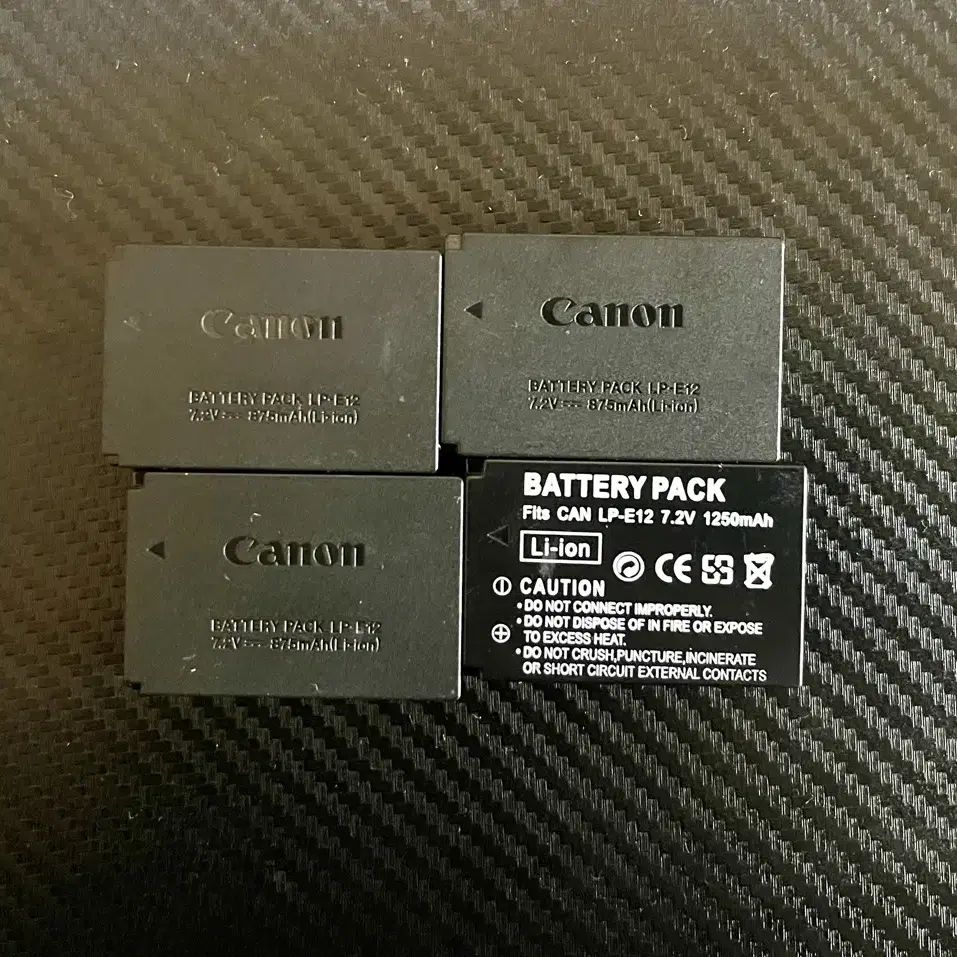 Canon
BATTERY PACK LP-E12
7.2V 875mAh(Li-ion)
Canon
BATTERY PACK LP-E12
7.2V 875mAh(Li-ion)
Canon
BATTERY PACK LP-E12
7.2V 875mAh(Li-ion)
BATTERY PACK
Fits CAN LP-E12 7.2V 1250mAh
Li-ion
CE
CAUTION
• DO NOT CONNECT IMPROPERLY.
• DO NOT DISPOSE OF IN FIRE OR EXPOSE
TO EXCESS HEAT.
• DO NOT CRUSH,PUNCTURE,INCINERATE
OR SHORT CIRCUIT EXTERNAL CONTACTS